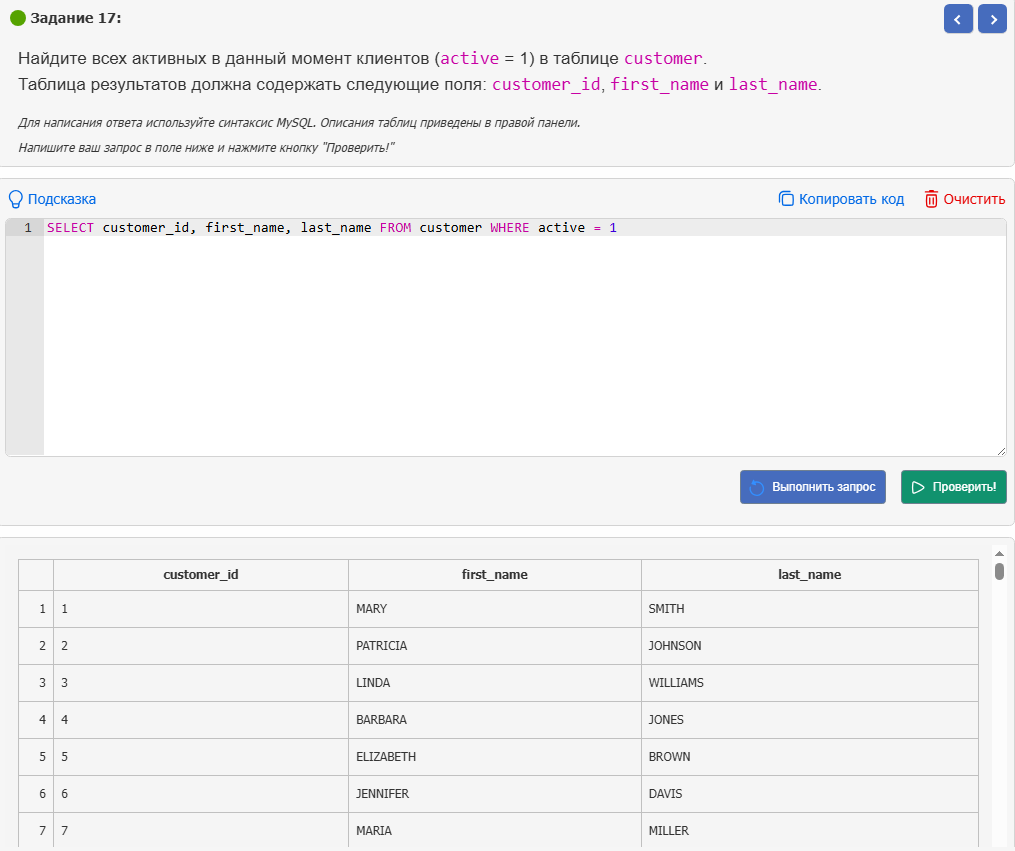 Задание 17:
Найдите всех активных в данный момент клиентов (active = 1) в таблице customer.
Таблица результатов должна содержать следующие поля: customer_id, first_name и last_name.
Для написания ответа используйте синтаксис MySQL. Описания таблиц приведены в правой панели.
Напишите ваш запрос в поле ниже и нажмите кнопку "Проверить!"
Подсказка Копировать код Очистить
1 SELECT customer_id, first_name, last_name FROM customer WHERE active = 1
Выполнить запрос Проверить!
customer_id first_name last_name
1 1 MARY SMITH
2 2 PATRICIA JOHNSON
3 3 LINDA WILLIAMS
4 4 BARBARA JONES
5 5 ELIZABETH BROWN
6 6 JENNIFER DAVIS
7 7 MARIA MILLER